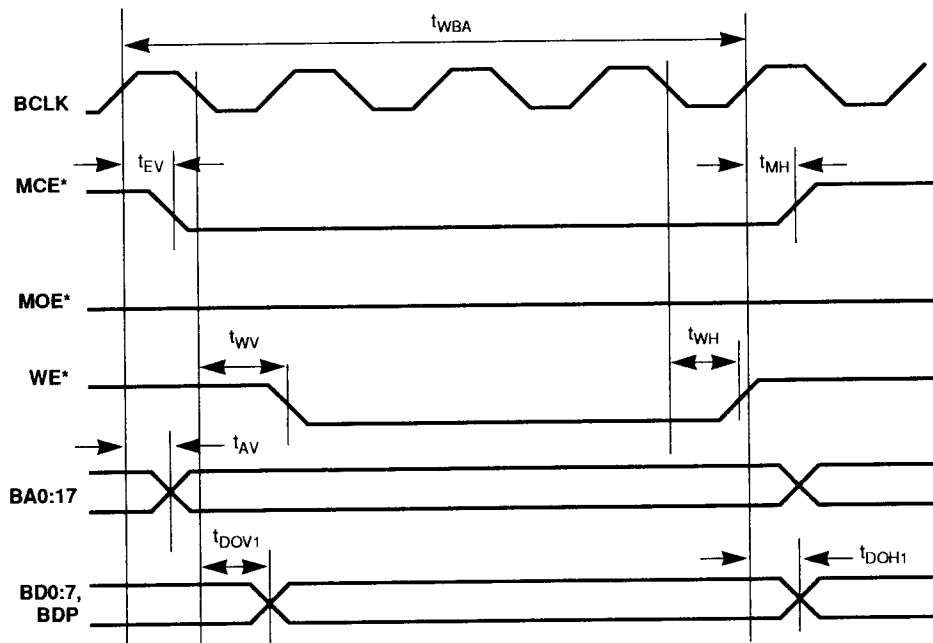 tWBA
BCLK
tEV
tMH
MCE*
MOE*
tWV
tWH
WE*
tAV
BA0:17
tDOV1
tDOH1
BD0:7,
BDP